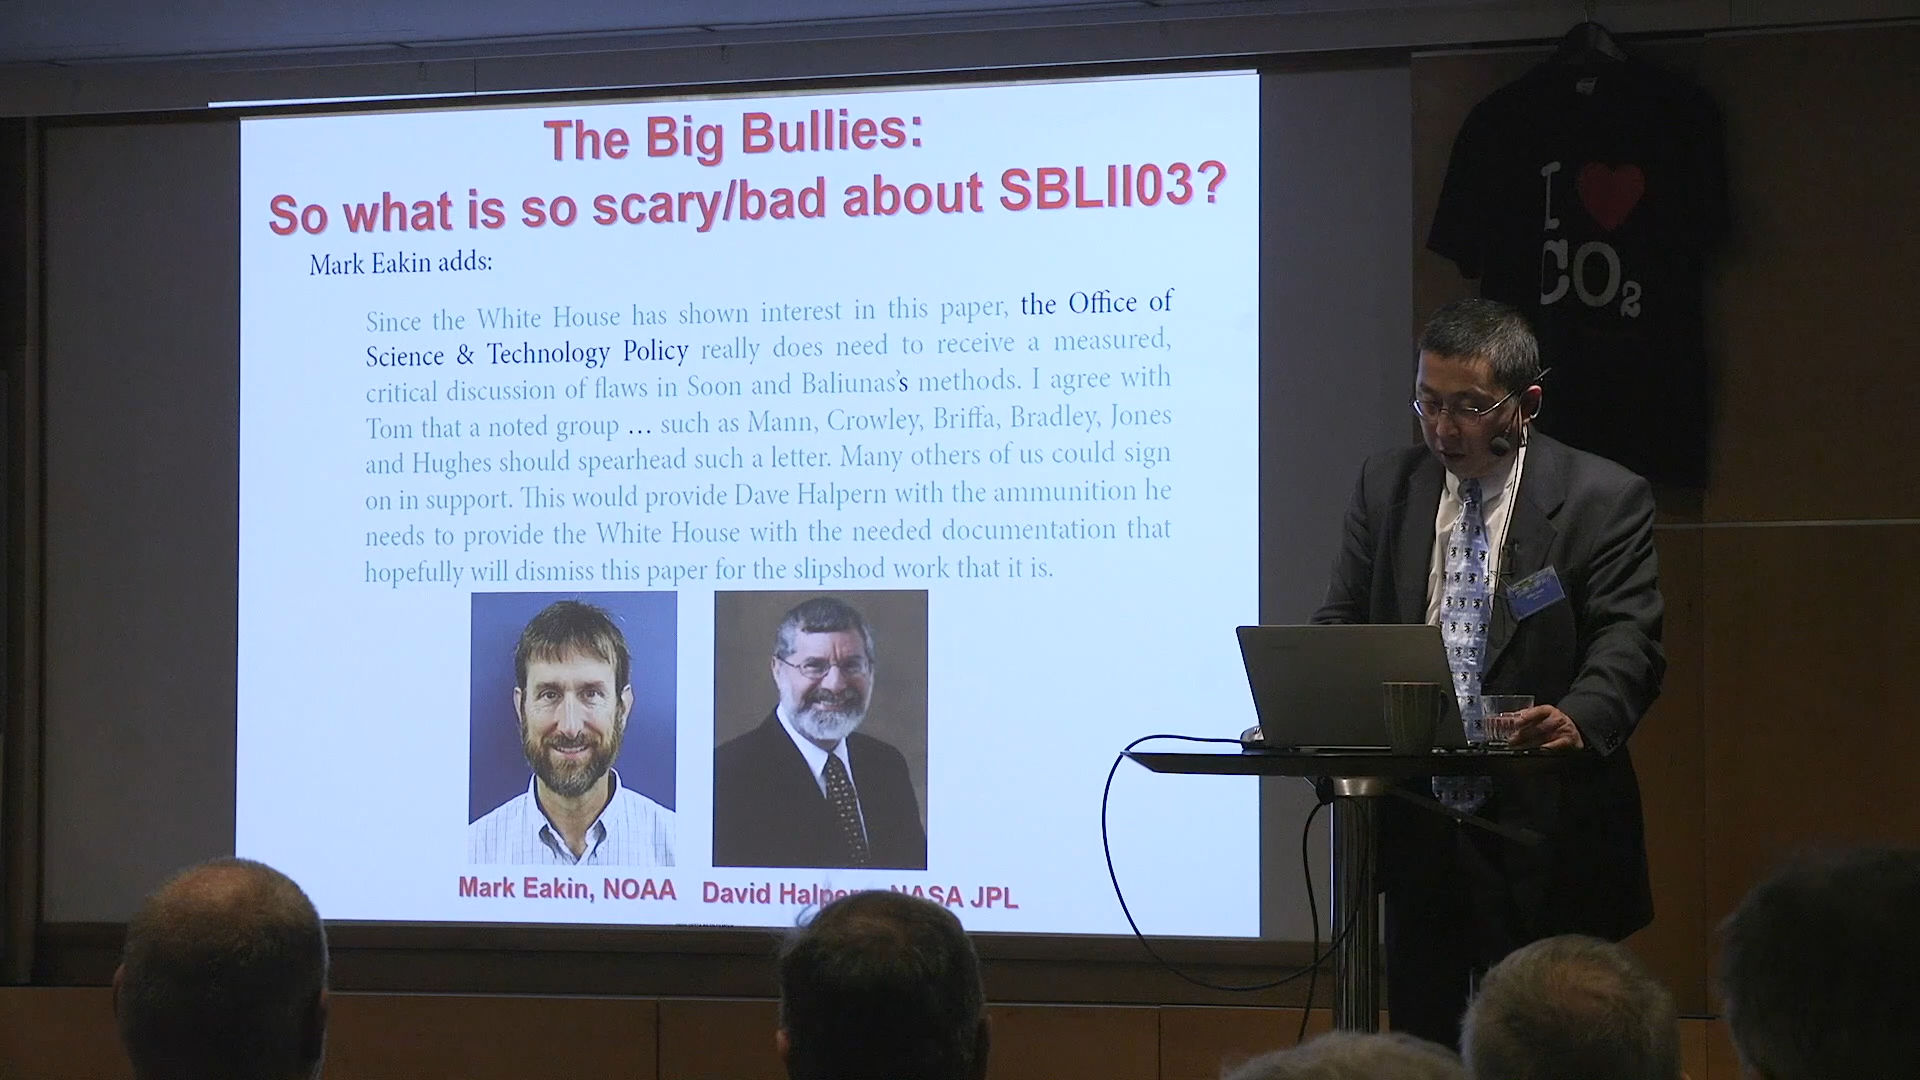 The Big Bullies:
So what is so scary/bad about SBLII03?
Mark Eakin adds:
Since the White House has shown interest in this paper, the Office of
Science & Technology Policy really does need to receive a measured,
critical discussion of flaws in Soon and Baliunas's methods. I agree with
Tom that a noted group ... such as Mann, Crowley, Briffa, Bradley, Jones
and Hughes should spearhead such a letter. Many others of us could sign
on in support. This would provide Dave Halpern with the ammunition he
needs to provide the White House with the needed documentation that
hopefully will dismiss this paper for the slipshod work that it is.
Mark Eakin, NOAA
David Halpern, NASA JPL
I ♥
CO₂